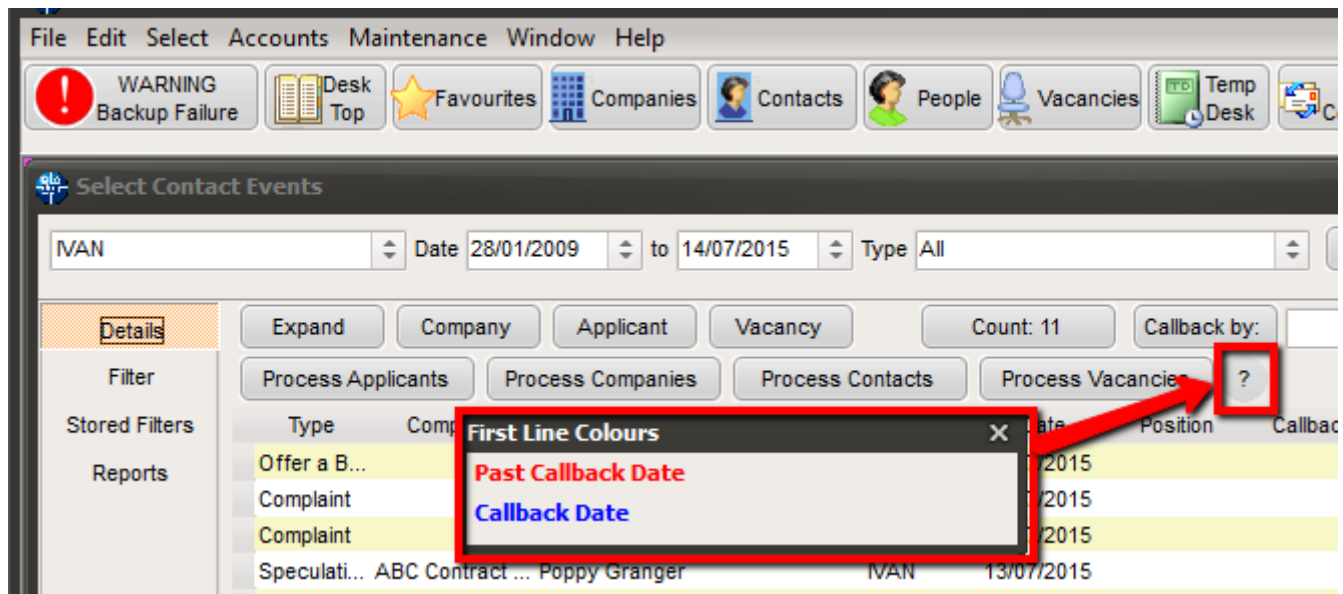 File Edit Select Accounts Maintenance Window Help
WARNING Backup Failure Desk Top Favourites Companies Contacts People Vacancies Temp Desk
Select Contact Events
IVAN Date 28/01/2009 to 14/07/2015 Type All
Details Expand Company Applicant Vacancy Count: 11 Callback by:
Filter Process Applicants Process Companies Process Contacts Process Vacancies ?
Stored Filters Type Position
First Line Colours X
Reports Offer a B...
Past Callback Date
Complaint
Callback Date
Complaint
Speculati... ABC Contract ... Poppy Granger IVAN 13/07/2015